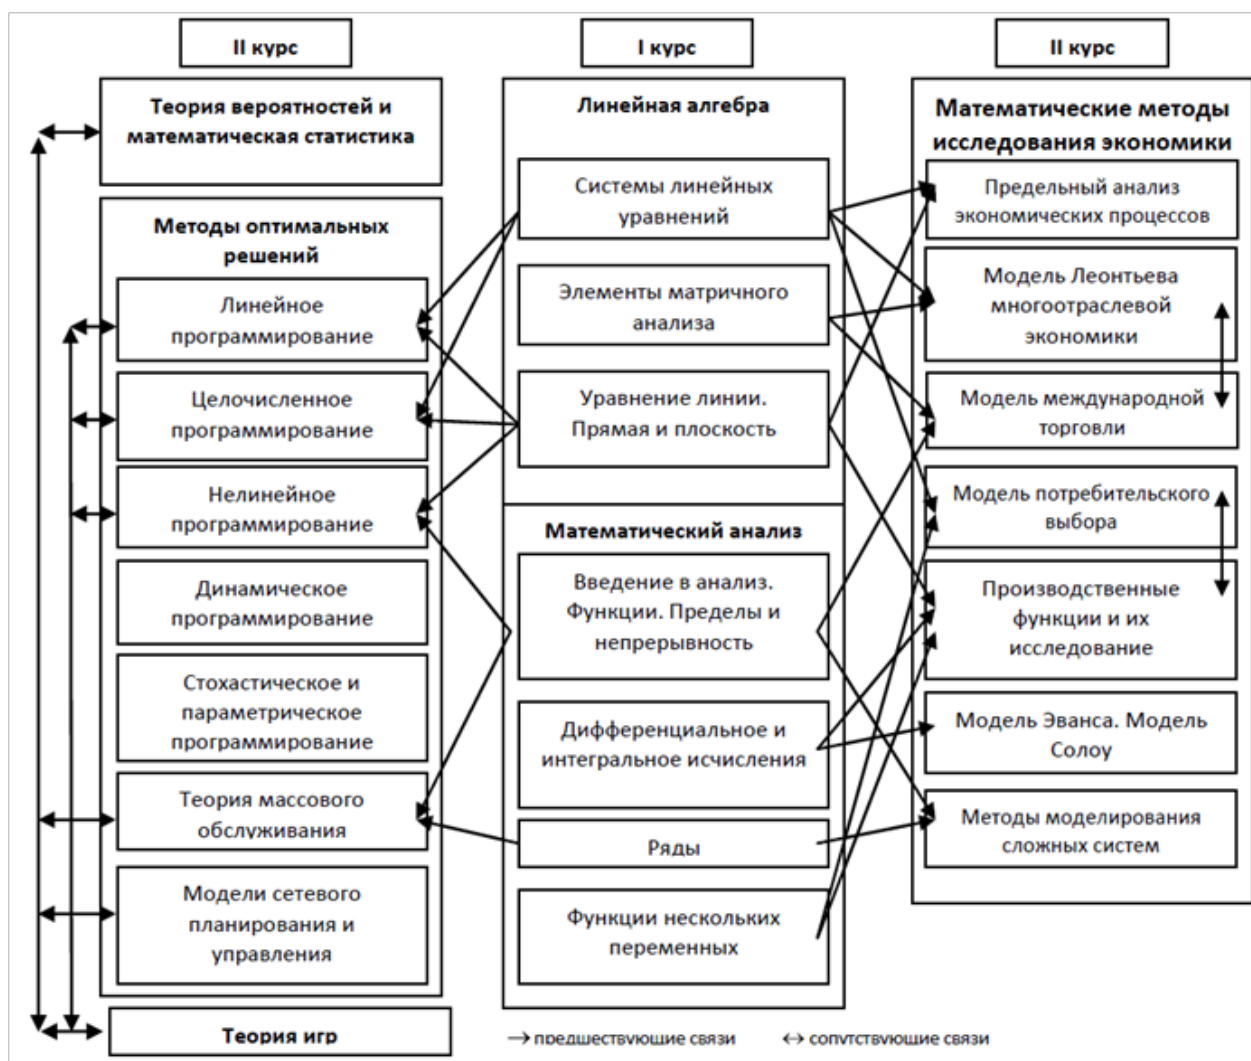 II курс
Теория вероятностей и
математическая статистика
Методы оптимальных
решений
Линейное
программирование
Целочисленное
программирование
Нелинейное
программирование
Динамическое
программирование
Стохастическое и
параметрическое
программирование
Теория массового
обслуживания
Модели сетевого
планирования и
управления
Теория игр
I курс
Линейная алгебра
Системы линейных
уравнений
Элементы матричного
анализа
Уравнение линии.
Прямая и плоскость
Математический анализ
Введение в анализ.
Функции. Пределы и
непрерывность
Дифференциальное и
интегральное исчисления
Ряды
Функции нескольких
переменных
II курс
Математические методы
исследования экономики
Предельный анализ
экономических процессов
Модель Леонтьева
многоотраслевой
экономики
Модель международной
торговли
Модель потребительского
выбора
Производственные
функции и их
исследование
Модель Эванса. Модель
Солоу
Методы моделирования
сложных систем
→ предшествующие связи
↔ сопутствующие связи